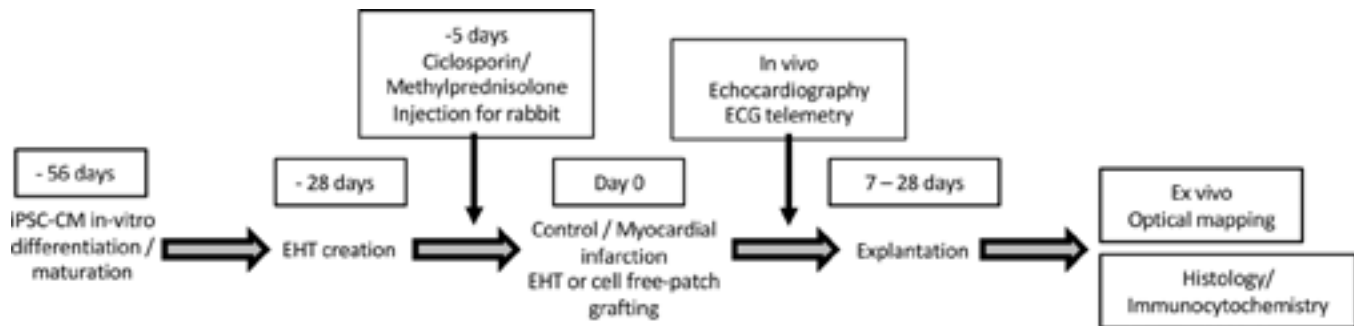 -5 days
Ciclosporin/
Methylprednisolone
Injection for rabbit
In vivo
Echocardiography
ECG telemetry
- 56 days
- 28 days
Day 0
7 – 28 days
iPSC-CM in-vitro
differentiation /
maturation
EHT creation
Control / Myocardial
infarction
EHT or cell free-patch
grafting
Explantation
Ex vivo
Optical mapping
Histology/
Immunocytochemistry